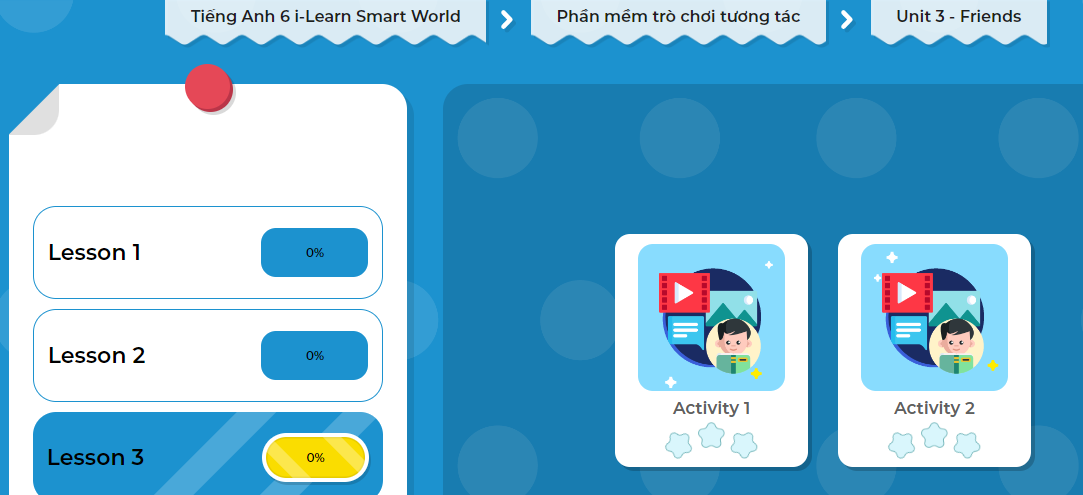 Tiếng Anh 6 i-Learn Smart World
Phần mềm trò chơi tương tác
Unit 3 - Friends
Lesson 1
0%
Lesson 2
0%
Lesson 3
0%
Activity 1
Activity 2